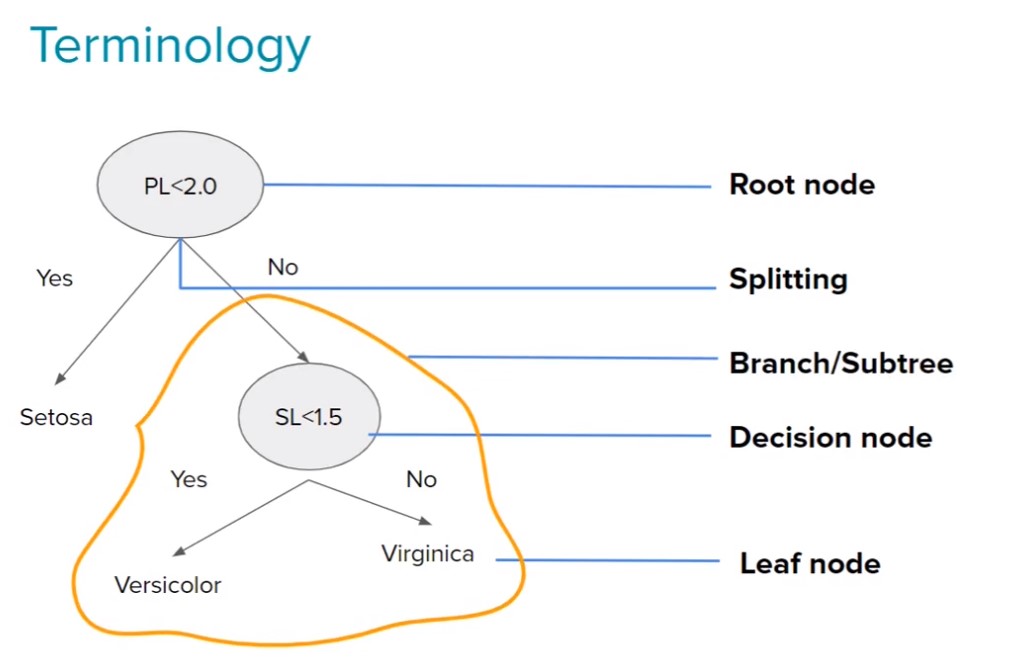 Terminology
PL<2.0
Root node
Yes
No
Splitting
Branch/Subtree
Setosa
SL<1.5
Decision node
Yes
No
Virginica
Leaf node
Versicolor